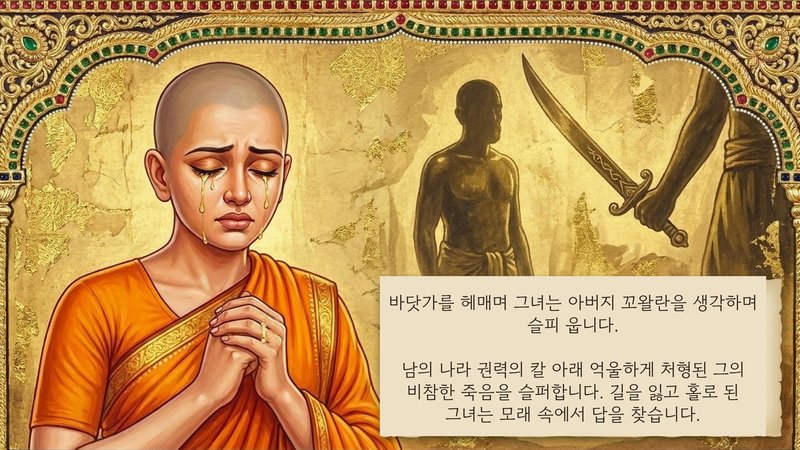 바닷가를 헤매며 그녀는 아버지 꼬왈란을 생각하며
슬피 웁니다.
남의 나라 권력의 칼 아래 억울하게 처형된 그의
비참한 죽음을 슬퍼합니다. 길을 잃고 홀로 된
그녀는 모래 속에서 답을 찾습니다.